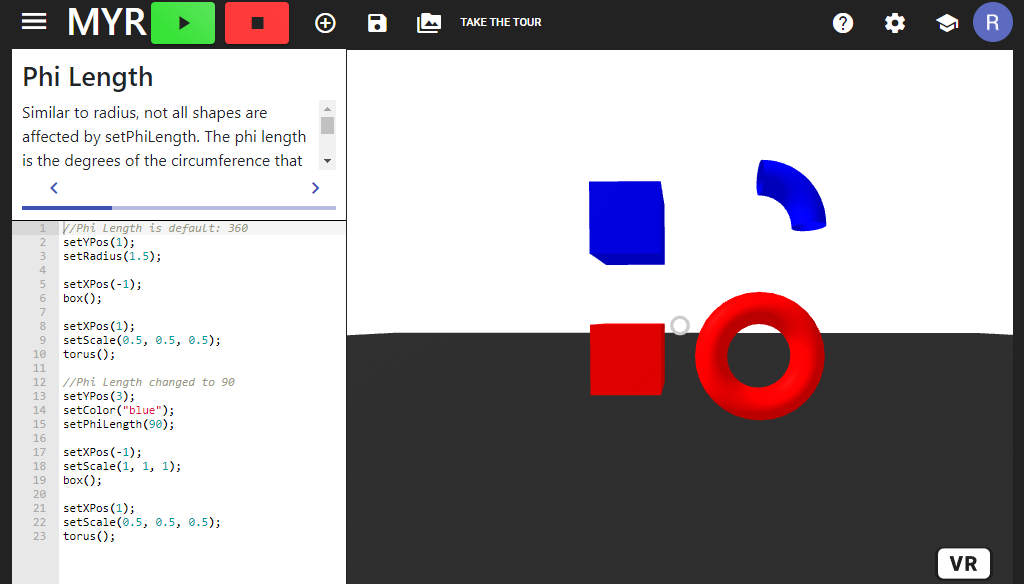 MYR
TAKE THE TOUR
R
Phi Length
Similar to radius, not all shapes are
affected by setPhiLength. The phi length
is the degrees of the circumference that
1 //Phi Length is default: 360
2 setYPos(1);
3 setRadius(1.5);
4
5 setXPos(-1);
6 box();
7
8 setXPos(1);
9 setScale(0.5, 0.5, 0.5);
10 torus();
11
12 //Phi Length changed to 90
13 setYPos(3);
14 setColor("blue");
15 setPhiLength(90);
16
17 setXPos(-1);
18 setScale(1, 1, 1);
19 box();
20
21 setXPos(1);
22 setScale(0.5, 0.5, 0.5);
23 torus();
VR